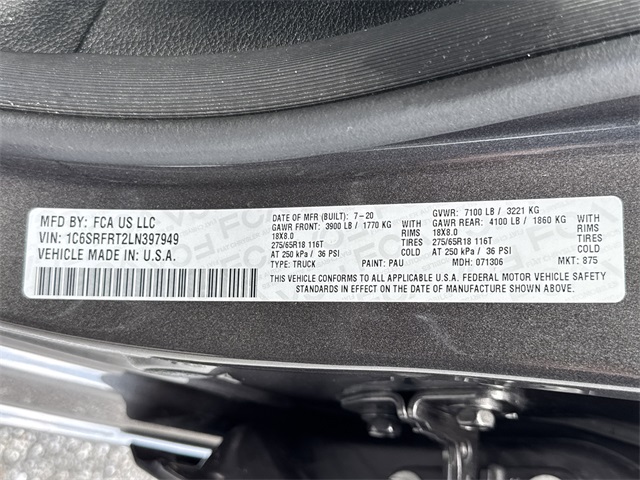 MFD BY: FCA US LLC
VIN: 1C6SRFRT2LN397949
VEHICLE MADE IN: U.S.A.
DATE OF MFR (BUILT): 7-20
GAWR FRONT: 3900 LB / 1770 KG
18X8.0
275/65R18 116T
AT 250 kPa / 36 PSI
TYPE: TRUCK
PAINT: PAU
WITH
RIMS
TIRES
COLD
GVWR: 7100 LB / 3221 KG
GAWR REAR: 4100 LB / 1860 KG
18X8.0
275/65R18 116T
AT 250 kPa / 36 PSI
MDH: 071306
WITH
RIMS
TIRES
COLD
MKT: 875
THIS VEHICLE CONFORMS TO ALL APPLICABLE U.S.A. FEDERAL MOTOR VEHICLE SAFETY
STANDARDS IN EFFECT ON THE DATE OF MANUFACTURE SHOWN ABOVE.